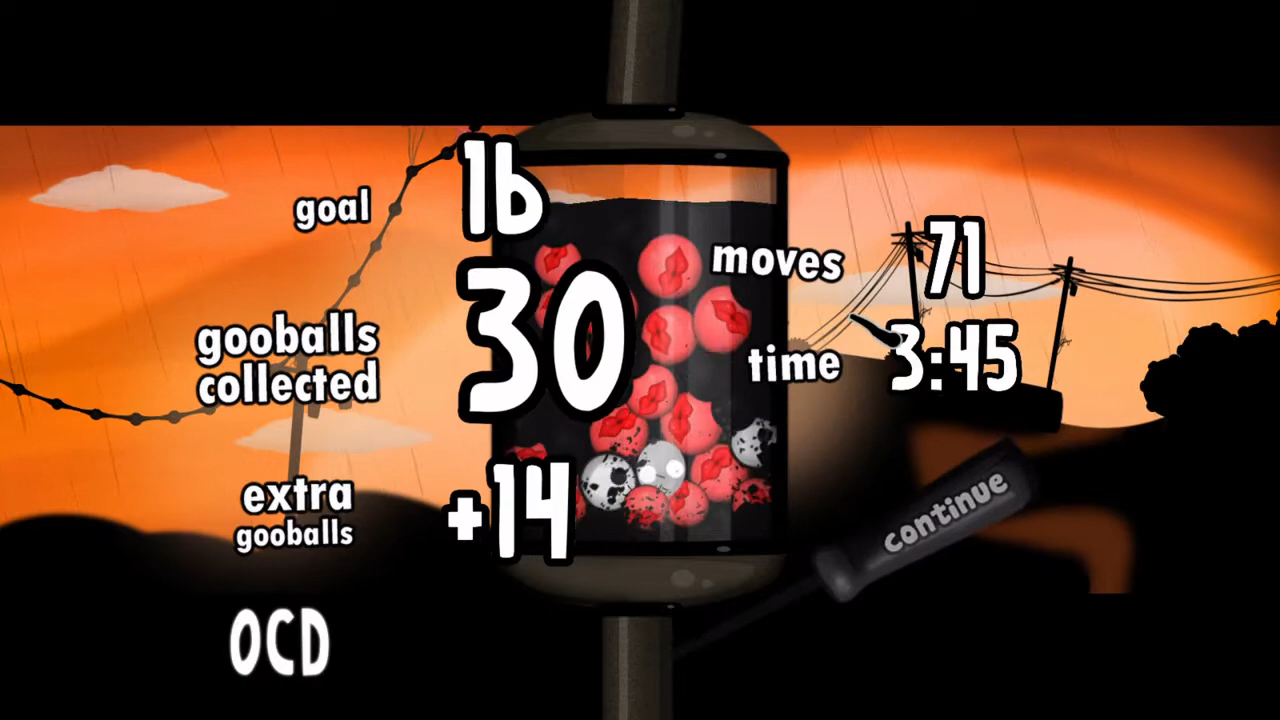 goal 16
gooballs collected 30
extra gooballs +14
OCD
moves 71
time 3:45
continue